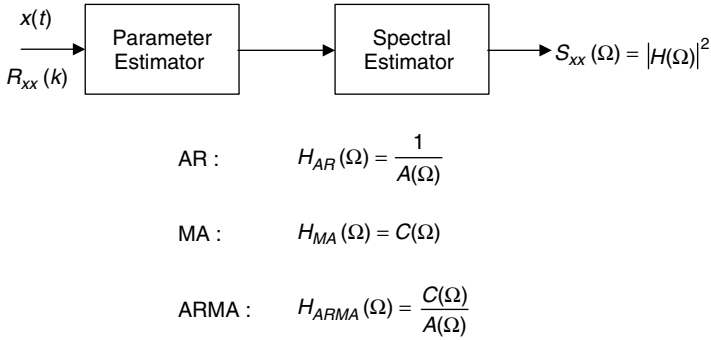 x(t)
R_xx(k)
Parameter
Estimator
Spectral
Estimator
S_xx(Ω) = |H(Ω)|²
AR : H_AR(Ω) = 1/A(Ω)
MA : H_MA(Ω) = C(Ω)
ARMA : H_ARMA(Ω) = C(Ω)/A(Ω)